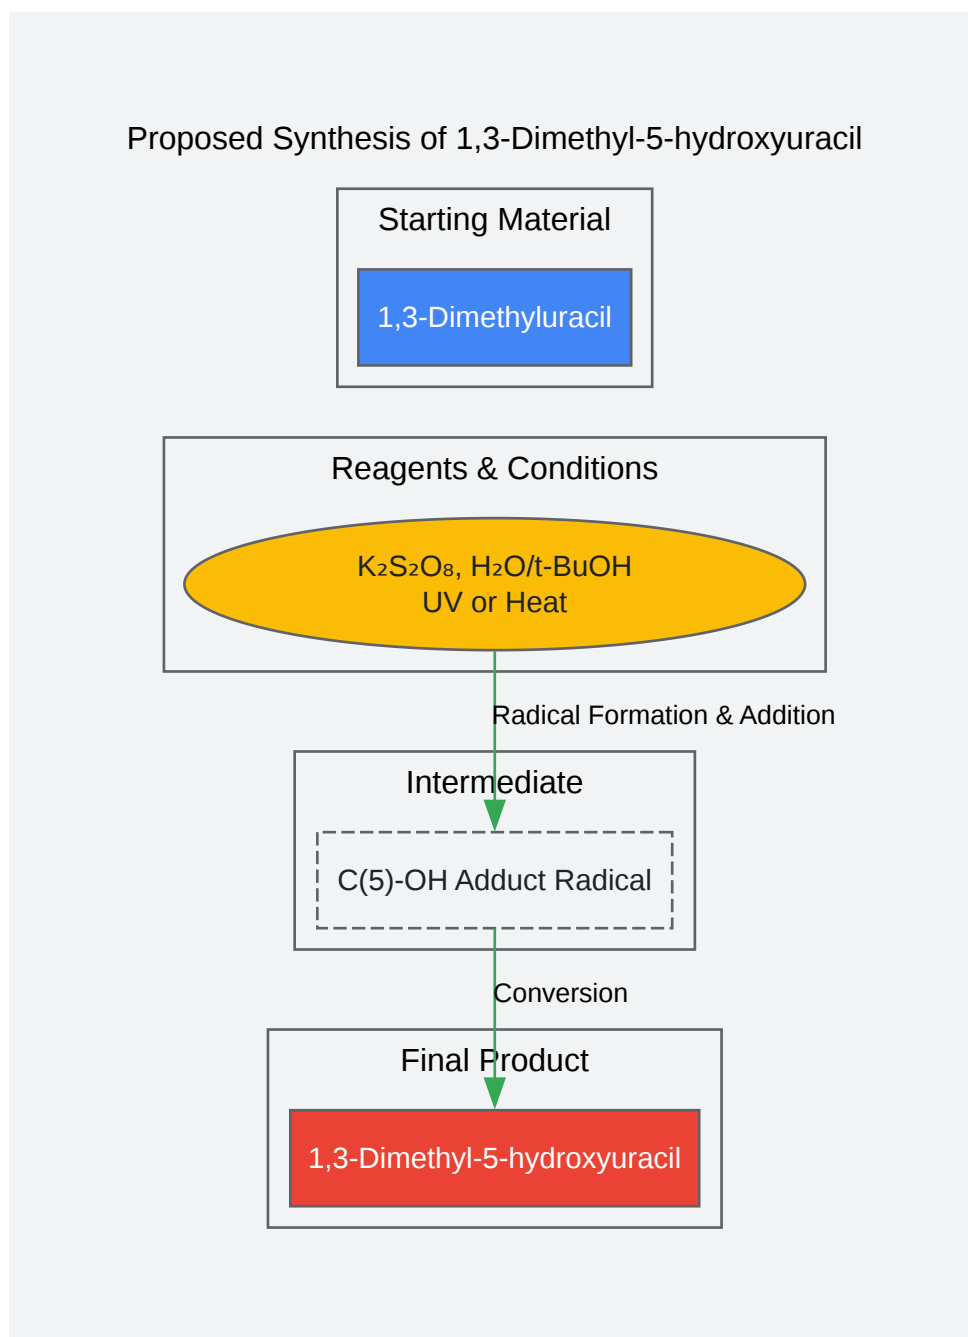 Proposed Synthesis of 1,3-Dimethyl-5-hydroxyuracil
Starting Material
1,3-Dimethyluracil
Reagents & Conditions
K₂S₂O₈, H₂O/t-BuOH
UV or Heat
Radical Formation & Addition
Intermediate
C(5)-OH Adduct Radical
Conversion
Final Product
1,3-Dimethyl-5-hydroxyuracil